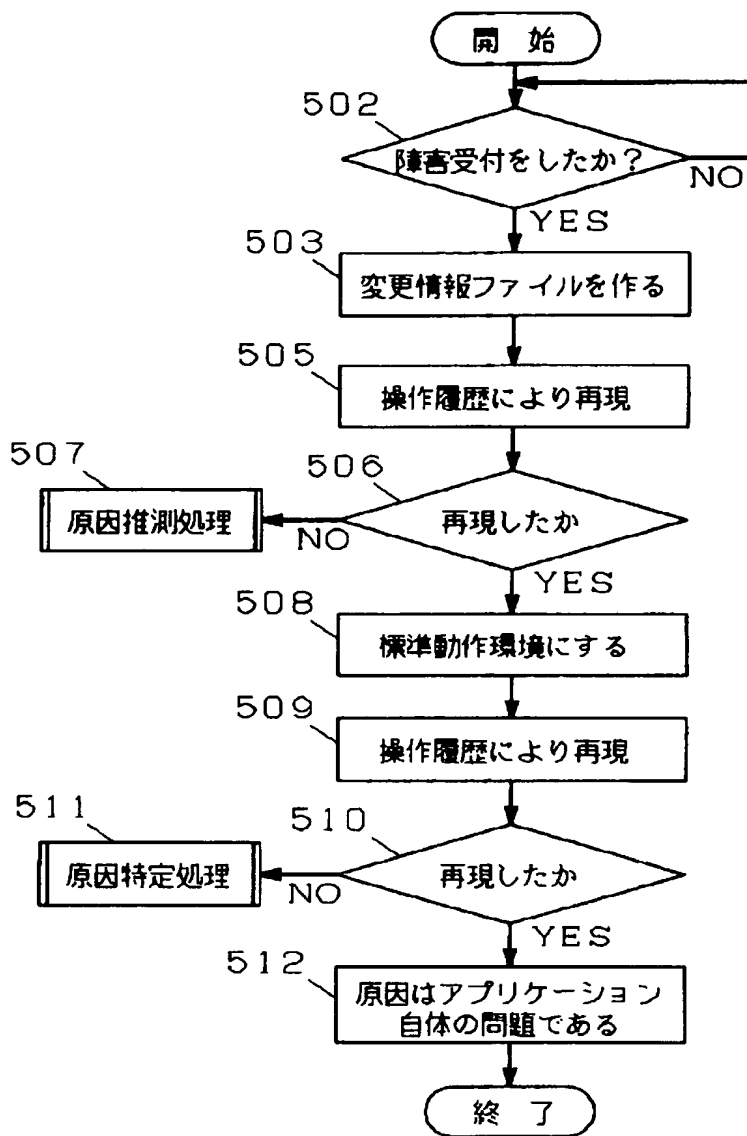 開 始
502
障害受付をしたか?
NO
YES
503
変更情報ファイルを作る
505
操作履歴により再現
507
506
原因推測処理
NO
再現したか
YES
508
標準動作環境にする
509
操作履歴により再現
511
510
原因特定処理
NO
再現したか
YES
512
原因はアプリケーション
自体の問題である
終 了